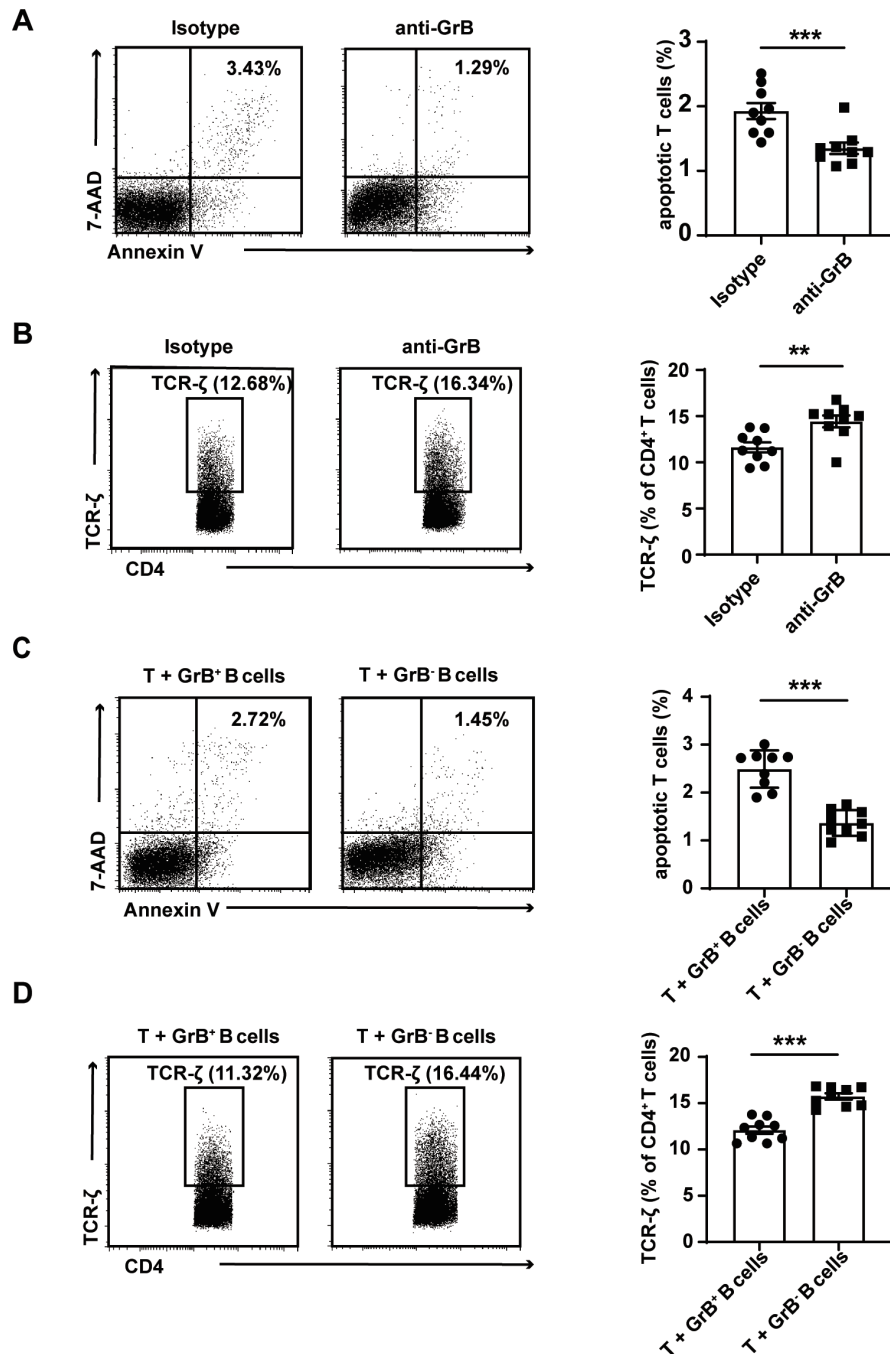 A
Isotype
anti-GrB
3.43%
1.29%
7-AAD
Annexin V
apoptotic T cells (%)
3
2
1
0
***
Isotype
anti-GrB
B
Isotype
anti-GrB
TCR-ζ (12.68%)
TCR-ζ (16.34%)
TCR-ζ
CD4
TCR-ζ (% of CD4⁺ T cells)
20
15
10
5
0
**
Isotype
anti-GrB
C
T + GrB⁺ B cells
T + GrB⁻ B cells
2.72%
1.45%
7-AAD
Annexin V
apoptotic T cells (%)
4
3
2
1
0
***
T + GrB⁺ B cells
T + GrB⁻ B cells
D
T + GrB⁺ B cells
T + GrB⁻ B cells
TCR-ζ (11.32%)
TCR-ζ (16.44%)
TCR-ζ
CD4
TCR-ζ (% of CD4⁺ T cells)
20
15
10
5
0
***
T + GrB⁺ B cells
T + GrB⁻ B cells